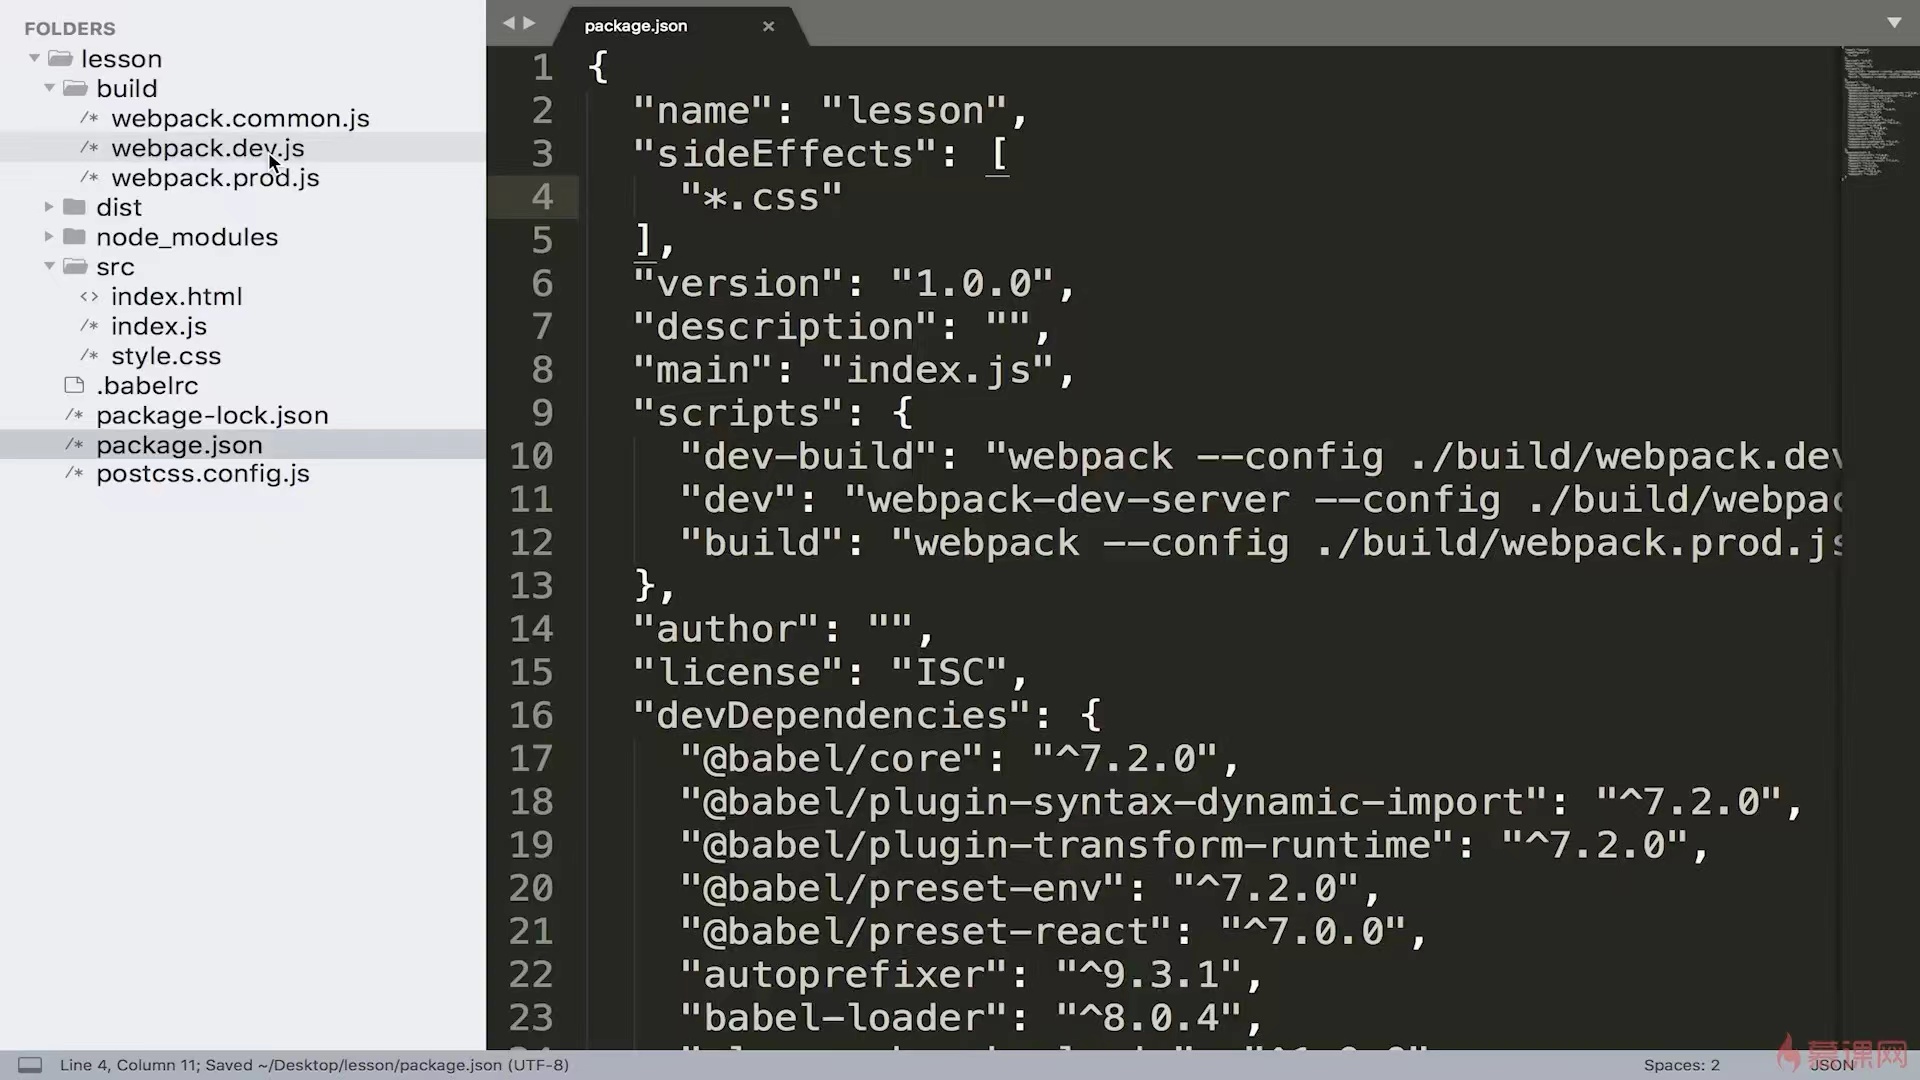 FOLDERS
lesson
build
/* webpack.common.js
/* webpack.dev.js
/* webpack.prod.js
dist
node_modules
src
<> index.html
/* index.js
/* style.css
.babelrc
/* package-lock.json
/* package.json
/* postcss.config.js
package.json ×
1 {
2 "name": "lesson",
3 "sideEffects": [
4 "*.css"
5 ],
6 "version": "1.0.0",
7 "description": "",
8 "main": "index.js",
9 "scripts": {
10 "dev-build": "webpack --config ./build/webpack.dev
11 "dev": "webpack-dev-server --config ./build/webpac
12 "build": "webpack --config ./build/webpack.prod.js
13 },
14 "author": "",
15 "license": "ISC",
16 "devDependencies": {
17 "@babel/core": "^7.2.0",
18 "@babel/plugin-syntax-dynamic-import": "^7.2.0",
19 "@babel/plugin-transform-runtime": "^7.2.0",
20 "@babel/preset-env": "^7.2.0",
21 "@babel/preset-react": "^7.0.0",
22 "autoprefixer": "^9.3.1",
23 "babel-loader": "^8.0.4",
Line 4, Column 11; Saved ~/Desktop/lesson/package.json (UTF-8)
Spaces: 2
JSON
慕课网